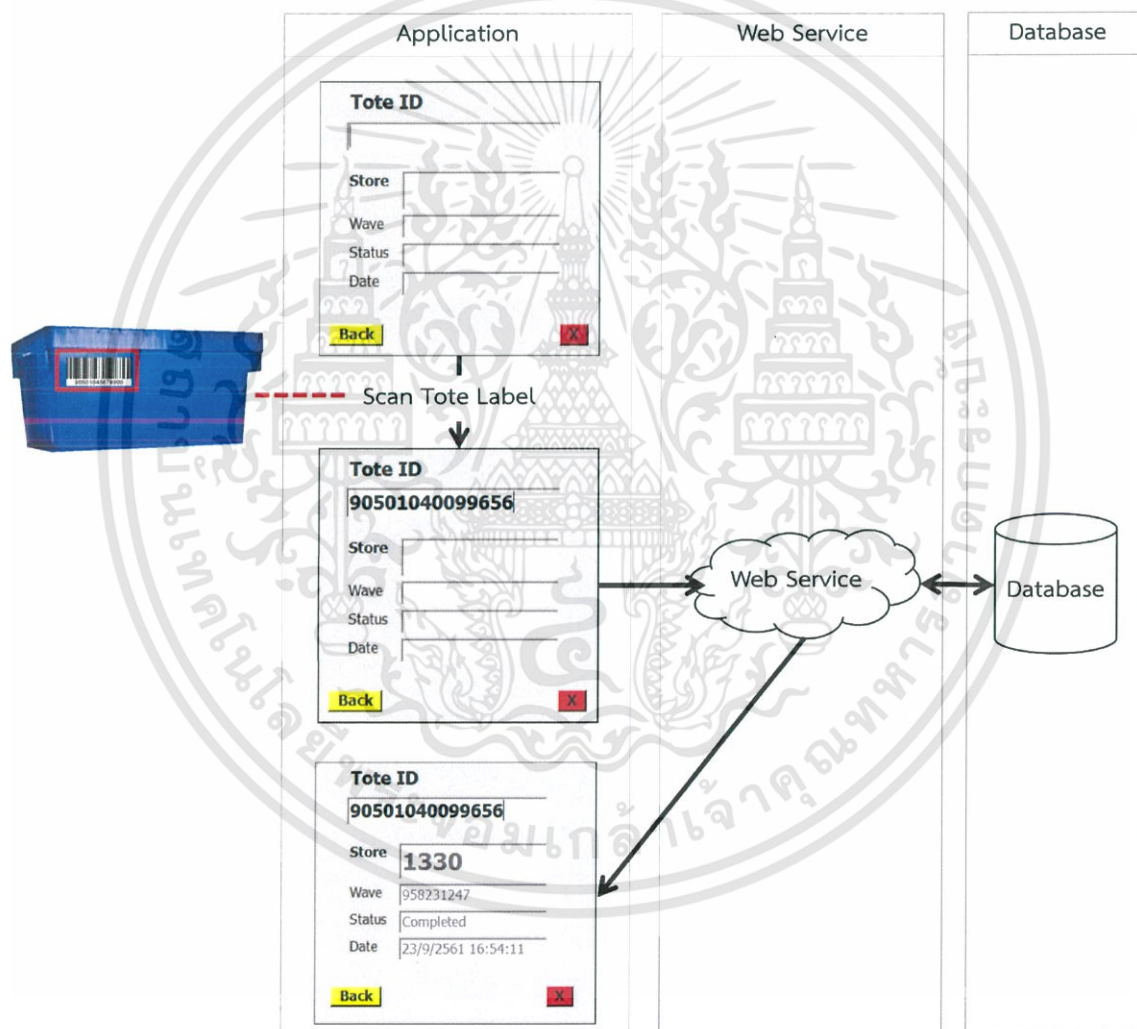 Application
Web Service
Database
Tote ID
Store
Wave
Status
Date
Back
X
Scan Tote Label
Tote ID
90501040099656
Store
Wave
Status
Date
Back
X
Web Service
Database
Tote ID
90501040099656
Store 1330
Wave 958231247
Status Completed
Date 23/9/2561 16:54:11
Back
X